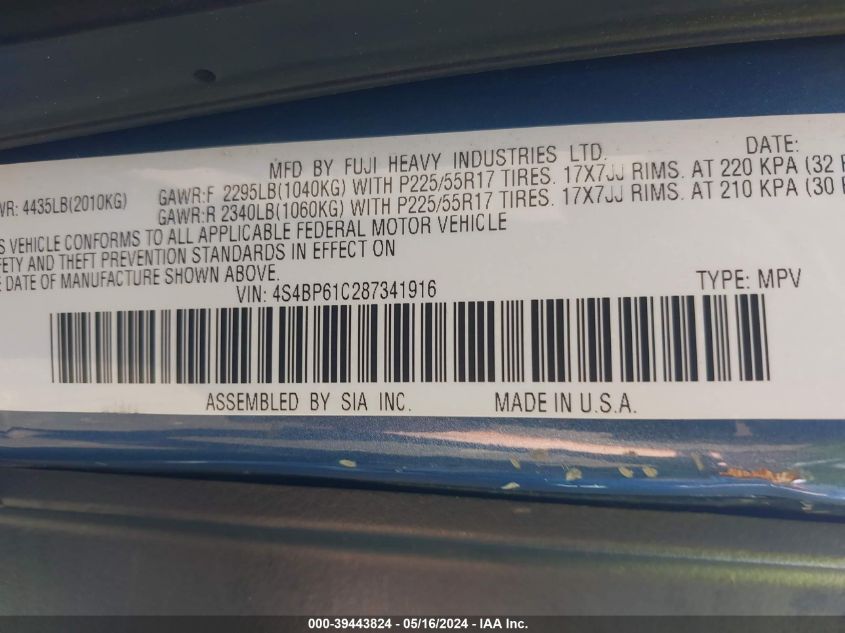 MFD BY FUJI HEAVY INDUSTRIES LTD. DATE:
WR: 4435LB(2010KG) GAWR:F 2295LB(1040KG) WITH P225/55R17 TIRES. 17X7JJ RIMS. AT 220 KPA (32
GAWR:R 2340LB(1060KG) WITH P225/55R17 TIRES. 17X7JJ RIMS. AT 210 KPA (30
S VEHICLE CONFORMS TO ALL APPLICABLE FEDERAL MOTOR VEHICLE
FETY AND THEFT PREVENTION STANDARDS IN EFFECT ON
E DATE OF MANUFACTURE SHOWN ABOVE.
VIN: 4S4BP61C287341916 TYPE: MPV
ASSEMBLED BY SIA INC. MADE IN U.S.A.
000-39443824 - 05/16/2024 - IAA Inc.